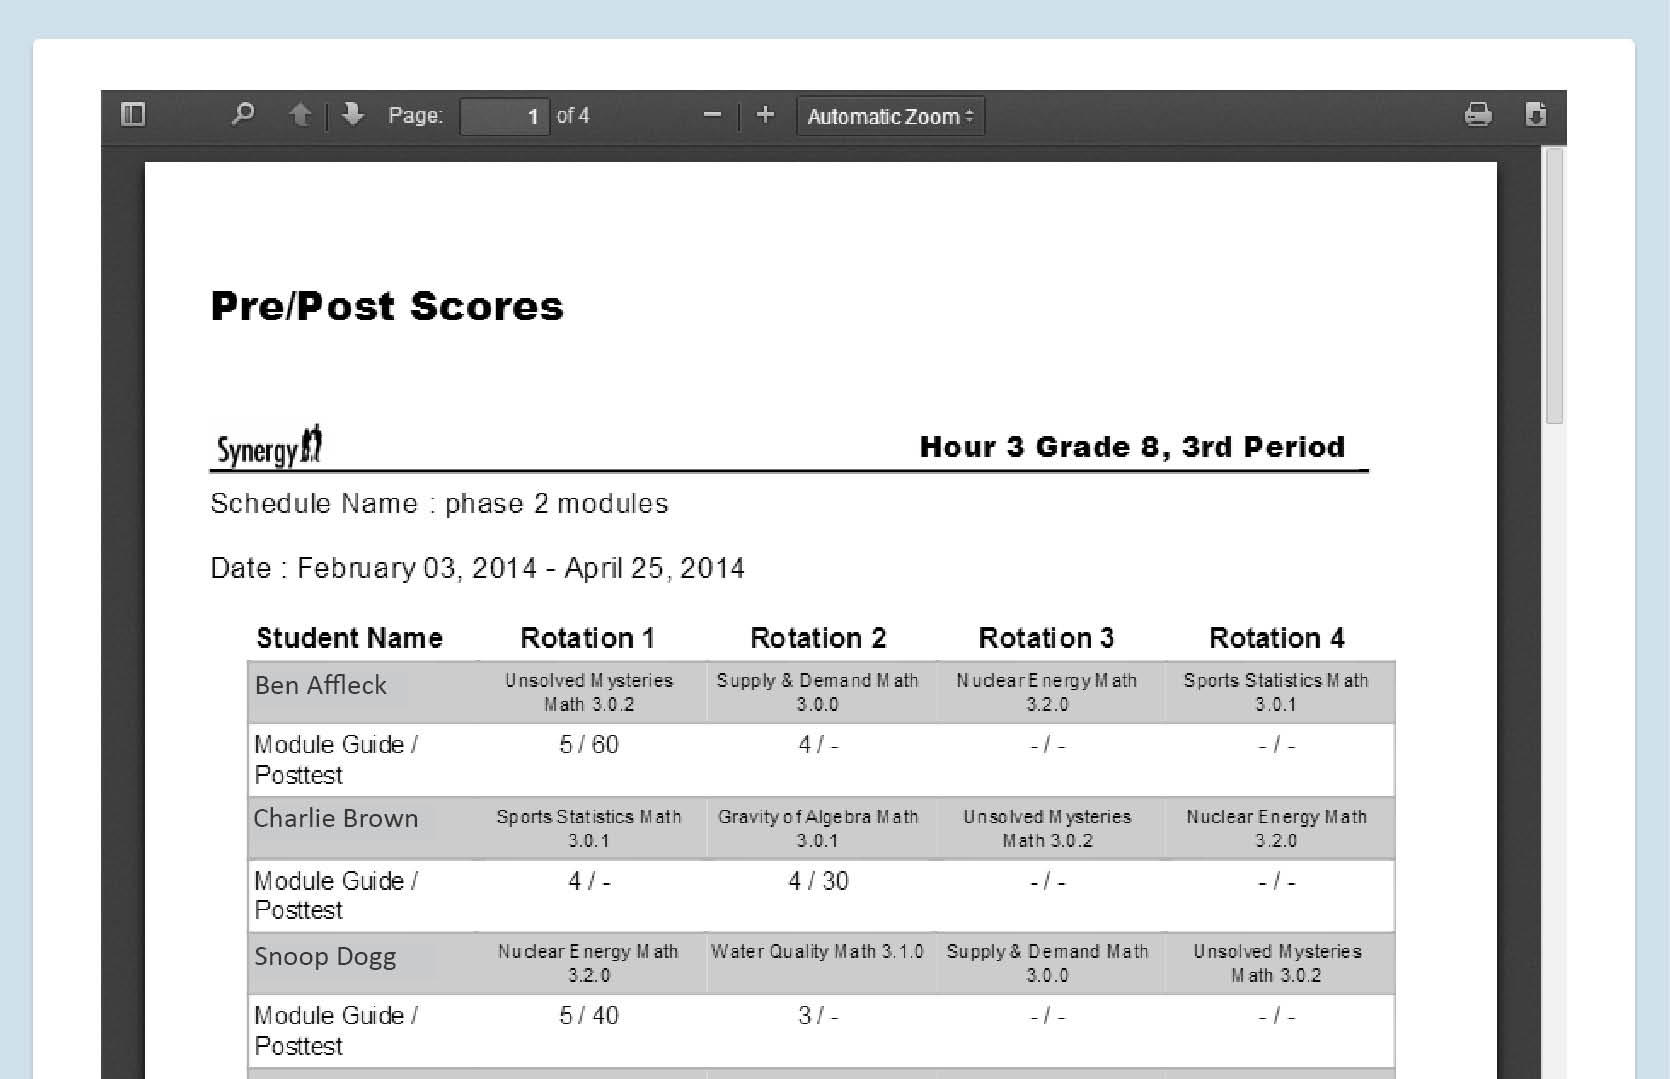 Page: 1 of 4 Automatic Zoom
Pre/Post Scores
Synergy
Hour 3 Grade 8, 3rd Period
Schedule Name : phase 2 modules
Date : February 03, 2014 - April 25, 2014
Student Name Rotation 1 Rotation 2 Rotation 3 Rotation 4
Ben Affleck Unsolved Mysteries Supply & Demand Math Nuclear Energy Math Sports Statistics Math
Math 3.0.2 3.0.0 3.2.0 3.0.1
Module Guide / 5 / 60 4 / - - / - - / -
Posttest
Charlie Brown Sports Statistics Math Gravity of Algebra Math Unsolved Mysteries Nuclear Energy Math
3.0.1 3.0.1 Math 3.0.2 3.2.0
Module Guide / 4 / - 4 / 30 - / - - / -
Posttest
Snoop Dogg Nuclear Energy Math Water Quality Math 3.1.0 Supply & Demand Math Unsolved Mysteries
3.2.0 3.0.0 Math 3.0.2
Module Guide / 5 / 40 3 / - - / - - / -
Posttest